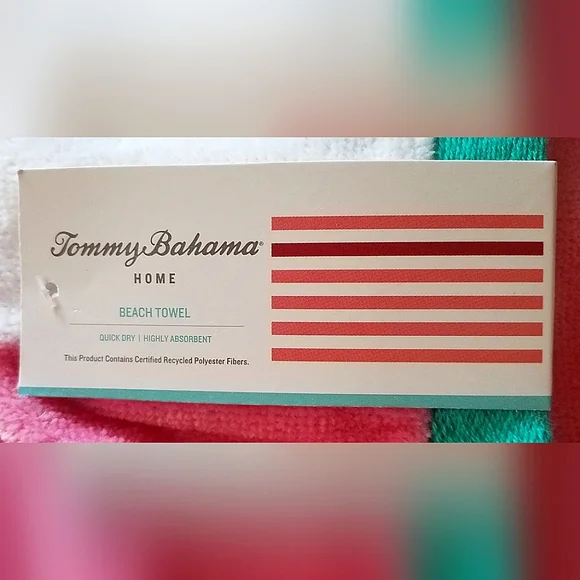 Tommy Bahama®
HOME
BEACH TOWEL
QUICK DRY | HIGHLY ABSORBENT
This Product Contains Certified Recycled Polyester Fibers.